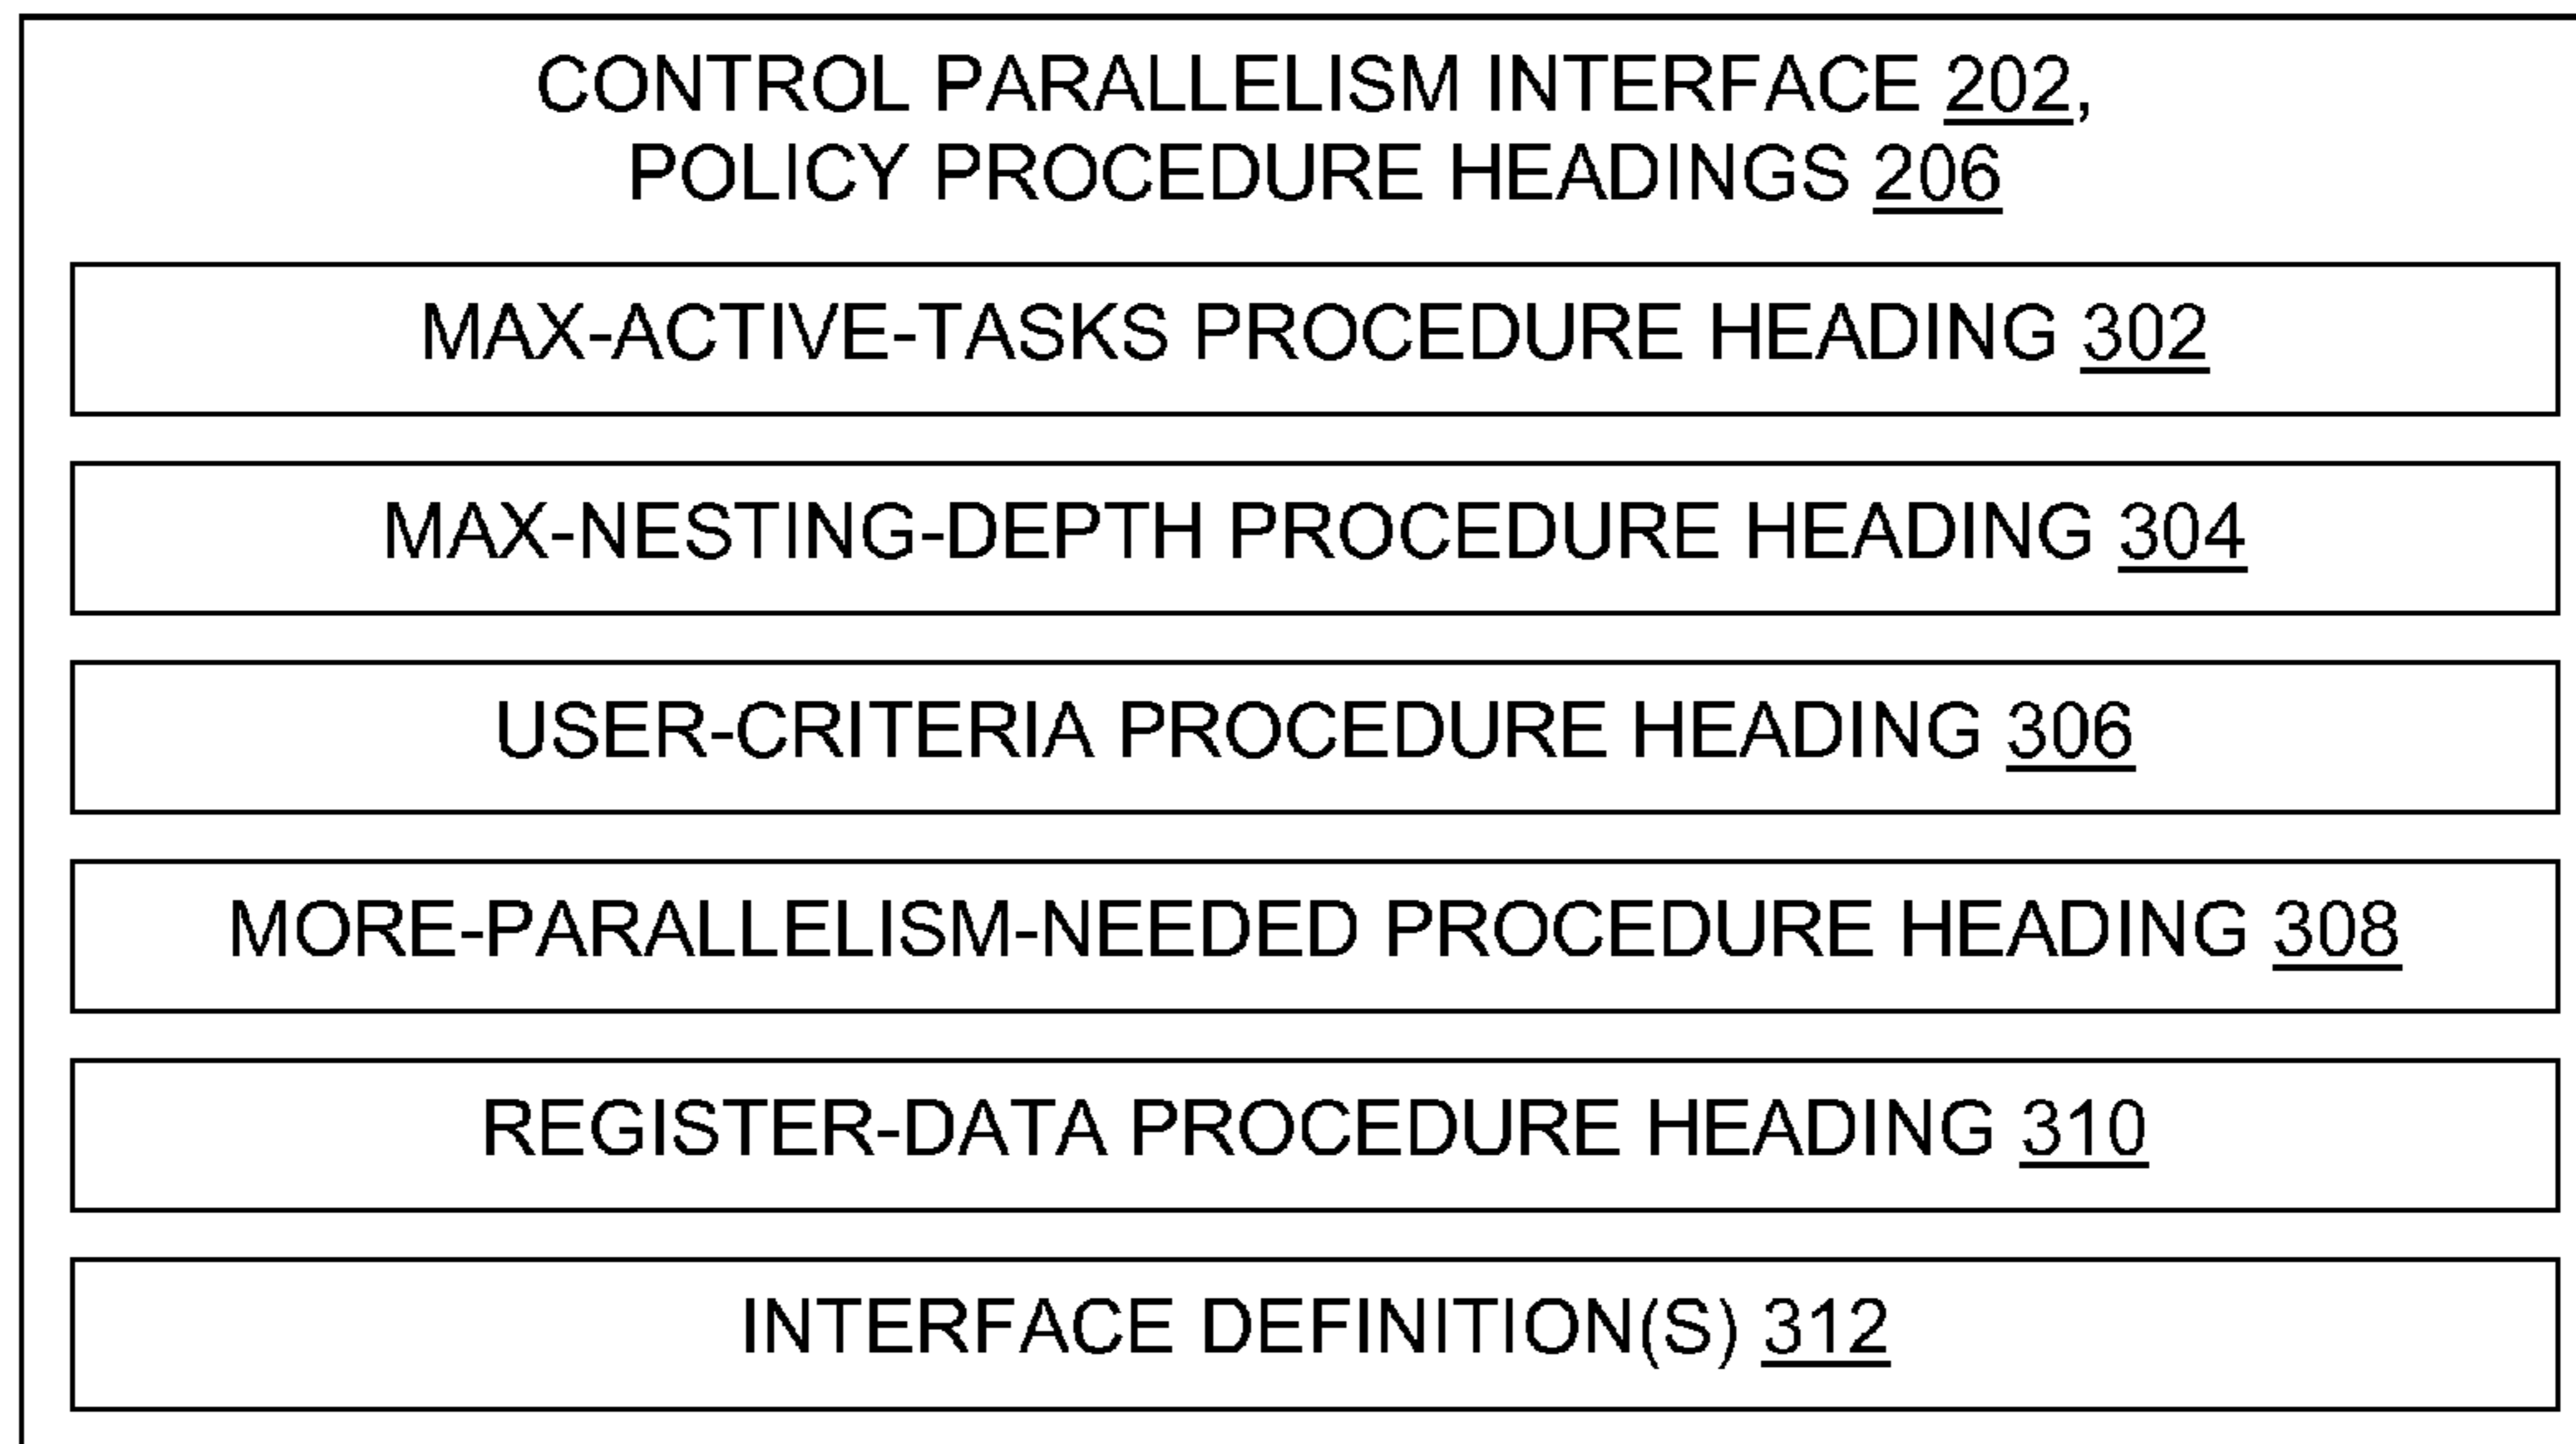 CONTROL PARALLELISM INTERFACE 202,
POLICY PROCEDURE HEADINGS 206
MAX-ACTIVE-TASKS PROCEDURE HEADING 302
MAX-NESTING-DEPTH PROCEDURE HEADING 304
USER-CRITERIA PROCEDURE HEADING 306
MORE-PARALLELISM-NEEDED PROCEDURE HEADING 308
REGISTER-DATA PROCEDURE HEADING 310
INTERFACE DEFINITION(S) 312